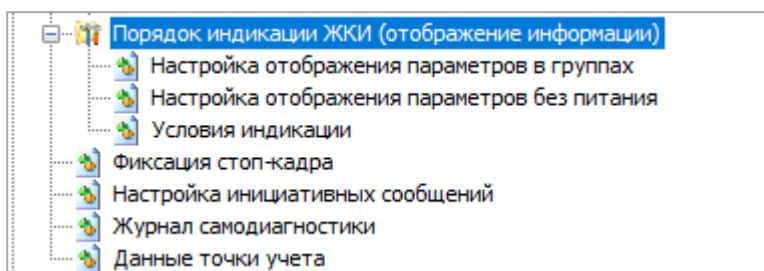 Порядок индикации ЖКИ (отображение информации)
Настройка отображения параметров в группах
Настройка отображения параметров без питания
Условия индикации
Фиксация стоп-кадра
Настройка инициативных сообщений
Журнал самодиагностики
Данные точки учета